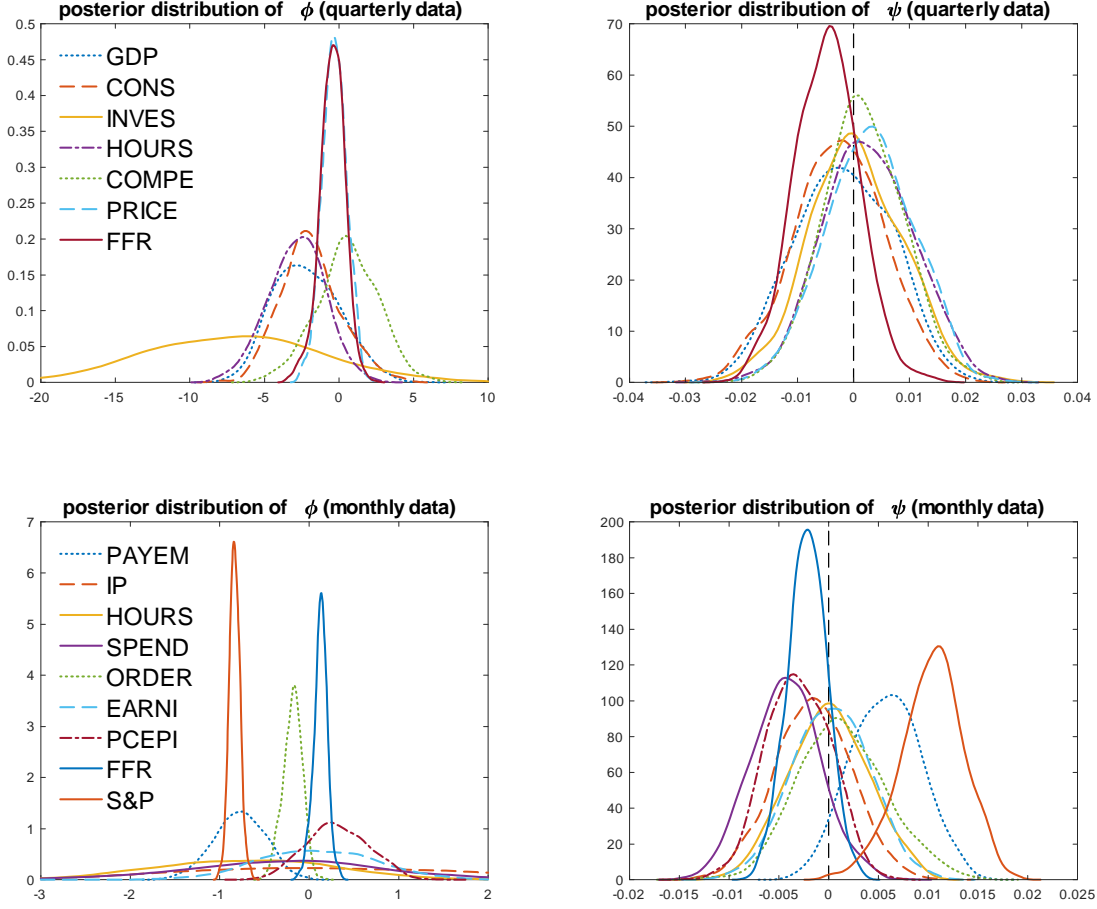 posterior distribution of ϕ (quarterly data)
0.5
0.45
0.4
0.35
0.3
0.25
0.2
0.15
0.1
0.05
0
GDP
CONS
INVES
HOURS
COMPE
PRICE
FFR
-20 -15 -10 -5 0 5 10
posterior distribution of ψ (quarterly data)
70
60
50
40
30
20
10
0
-0.04 -0.03 -0.02 -0.01 0 0.01 0.02 0.03 0.04
posterior distribution of ϕ (monthly data)
7
6
5
4
3
2
1
0
PAYEM
IP
HOURS
SPEND
ORDER
EARNI
PCEPI
FFR
S&P
-3 -2 -1 0 1 2
posterior distribution of ψ (monthly data)
200
180
160
140
120
100
80
60
40
20
0
-0.02 -0.015 -0.01 -0.005 0 0.005 0.01 0.015 0.02 0.025